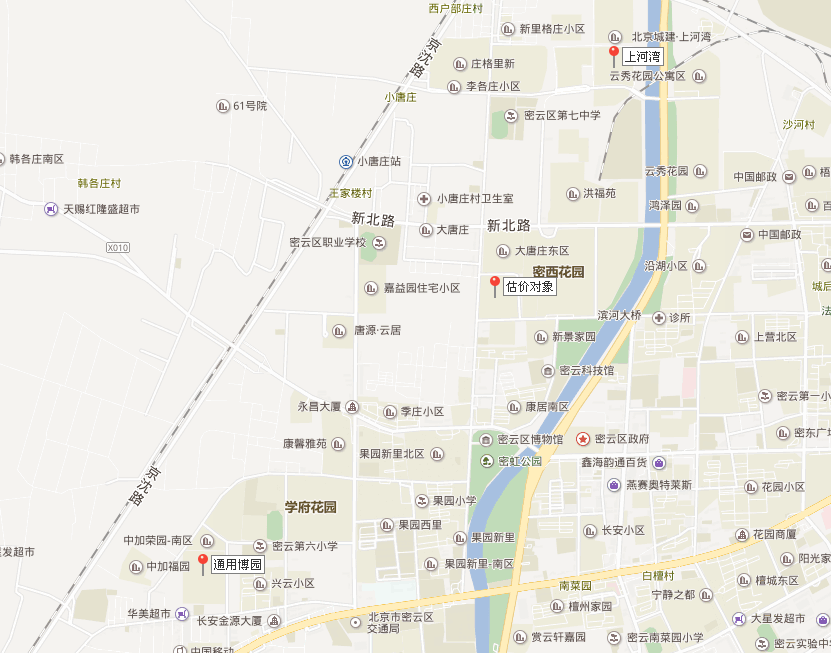 西户部庄村
新里格庄小区
北京城建·上河湾
京沈路
上河湾
庄格里新
云秀花园公寓区
李各庄小区
小唐庄
61号院
密云区第七中学
沙河村
韩各庄南区
小唐庄站
云秀花园
中国邮政
梧
韩各庄村
王家楼村
洪福苑
小唐庄村卫生室
天赐红隆盛超市
鸿泽园
百
新北路
新北路
大唐庄
中国邮政
X010
密云区职业学校
大唐庄东区
密西花园
沿湖小区
城后
嘉益园住宅小区
估价对象
滨河大桥
诊所
法
唐源·云居
新景家园
上营北区
密云科技馆
密云第一小
永昌大厦
季庄小区
康居南区
密东广场
康馨雅苑
密云区博物馆
密云区政府
果园新里北区
密虹公园
鑫海韵通百货
京沈路
燕赛奥特莱斯
花园小区
学府花园
果园小学
果园西里
长安小区
花园商厦
中加荣园-南区
密云第六小学
果园新里
星发超市
阳光家
通用博园
中加福园
果园新里-南区
白檀村
兴云小区
南菜园
檀城东区
宁静之都
华美超市
长安金源大厦
北京市密云区
交通局
檀州家园
大星发超市
赏云轩嘉园
密云南菜园小学
密云实验中
中国移动